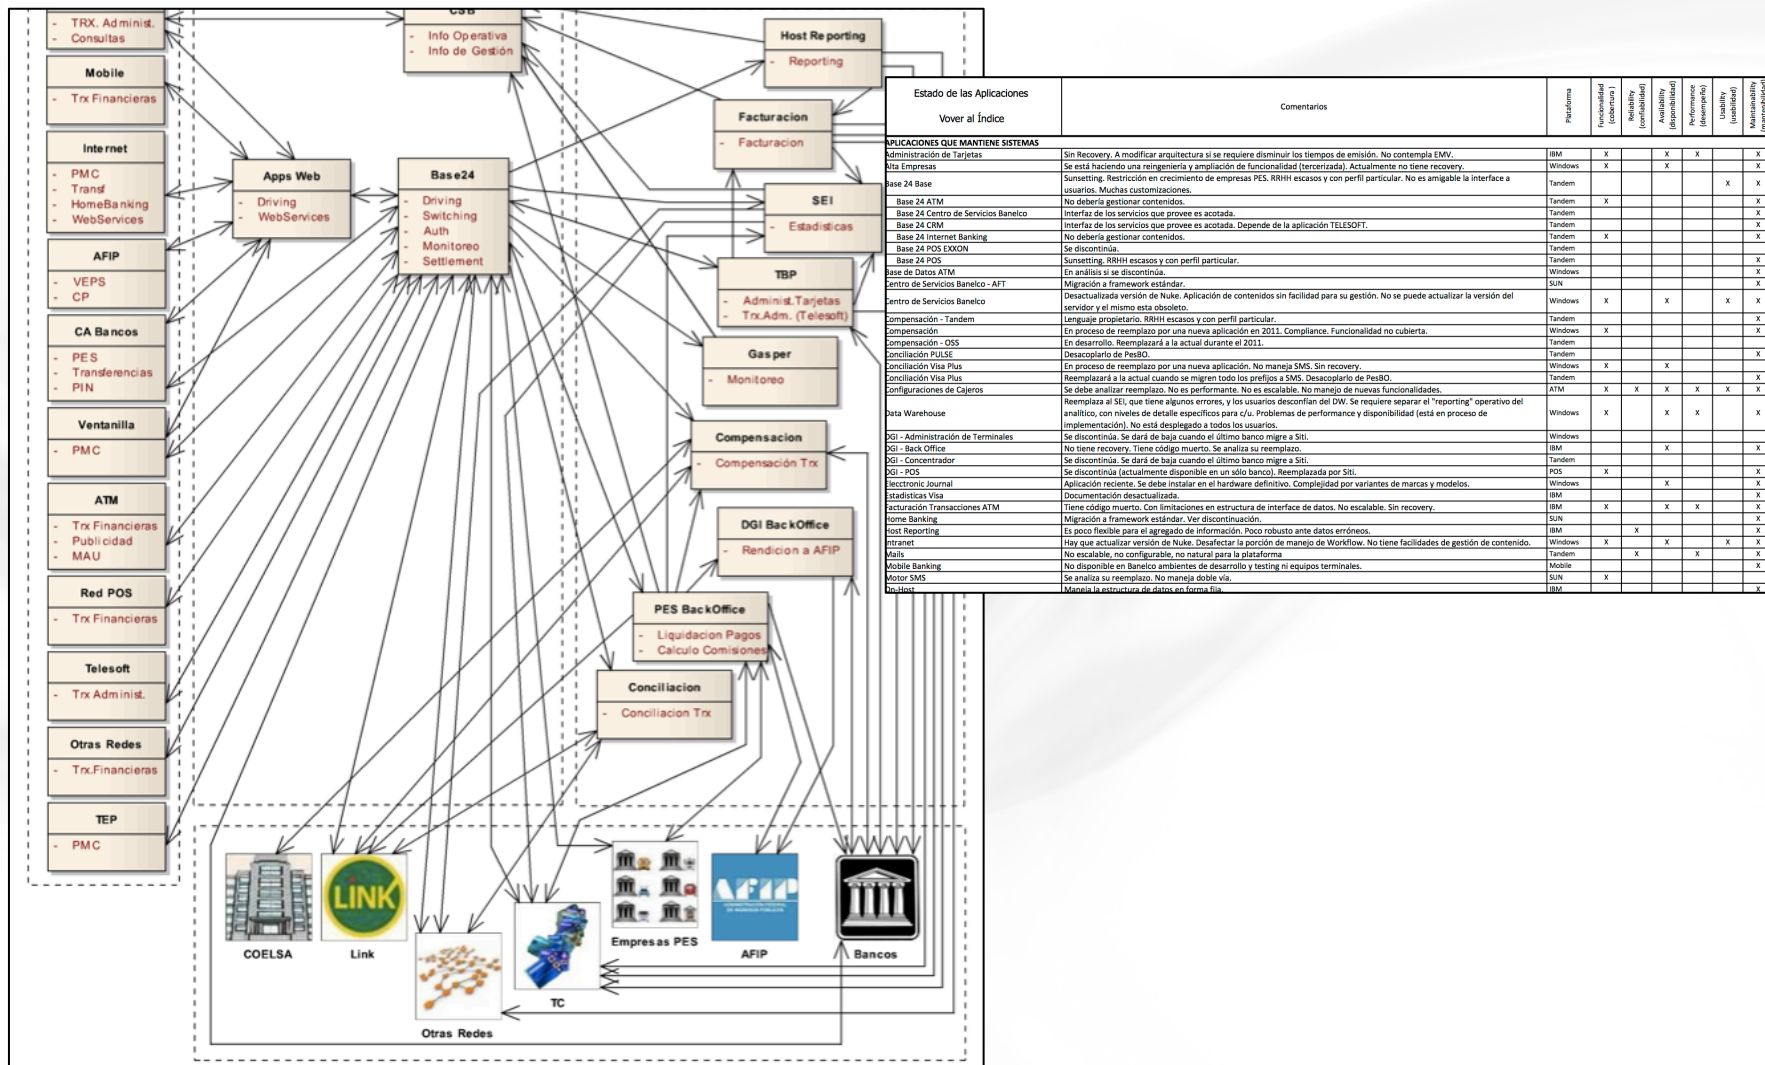 CSB
- TRX. Administ.
- Consultas
- Info Operativa
- Info de Gestión
Host Reporting
- Reporting
Mobile
- Trx Financieras
Facturacion
- Facturacion
Internet
- PMC
- Transf
- HomeBanking
- WebServices
Apps Web
- Driving
- WebServices
Base24
- Driving
- Switching
- Auth
- Monitoreo
- Settlement
SEI
- Estadisticas
AFIP
- VEPS
- CP
TBP
- Administ.Tarjetas
- Trx.Adm. (Telesoft)
CA Bancos
- PES
- Transferencias
- PIN
Gasper
- Monitoreo
Ventanilla
- PMC
Compensacion
- Compensación Trx
ATM
- Trx Financieras
- Publicidad
- MAU
DGI BackOffice
- Rendicion a AFIP
Red POS
- Trx Financieras
PES BackOffice
- Liquidacion Pagos
- Calculo Comisiones
Telesoft
- Trx Administ.
Conciliacion
- Conciliacion Trx
Otras Redes
- Trx.Financieras
TEP
- PMC
LINK
AFIP
COELSA
Link
Otras Redes
TC
Empresas PES
AFIP
Bancos
Estado de las Aplicaciones
Vover al Índice
Comentarios
Plataforma
Funcionalidad
(cobertura )
Reliability
(confiabilidad)
Availability
(disponibilidad)
Performance
(desempeño)
Usability
(usabilidad)
Maintainability
(mantenibilidad)
APLICACIONES QUE MANTIENE SISTEMAS
Administración de Tarjetas Sin Recovery. A modificar arquitectura si se requiere disminuir los tiempos de emisión. No contempla EMV. IBM X X X X
Alta Empresas Se está haciendo una reingeniería y ampliación de funcionalidad (tercerizada). Actualmente no tiene recovery. Windows X X X
Base 24 Base Sunsetting. Restricción en crecimiento de empresas PES. RRHH escasos y con perfil particular. No es amigable la interface a
usuarios. Muchas customizaciones. Tandem X X
Base 24 ATM No debería gestionar contenidos. Tandem X X
Base 24 Centro de Servicios Banelco Interfaz de los servicios que provee es acotada. Tandem X
Base 24 CRM Interfaz de los servicios que provee es acotada. Depende de la aplicación TELESOFT. Tandem X
Base 24 Internet Banking No debería gestionar contenidos. Tandem X X
Base 24 POS EXXON Se discontinúa. Tandem
Base 24 POS Sunsetting. RRHH escasos y con perfil particular. Tandem X
Base de Datos ATM En análisis si se discontinúa. Windows X
Centro de Servicios Banelco - AFT Migración a framework estándar. SUN X
Centro de Servicios Banelco Desactualizada versión de Nuke. Aplicación de contenidos sin facilidad para su gestión. No se puede actualizar la versión del
servidor y el mismo esta obsoleto. Windows X X X X
Compensación - Tandem Lenguaje propietario. RRHH escasos y con perfil particular. Tandem X
Compensación En proceso de reemplazo por una nueva aplicación en 2011. Compliance. Funcionalidad no cubierta. Windows X X
Compensación - OSS En desarrollo. Reemplazará a la actual durante el 2011. Tandem
Conciliación PULSE Desacoplarlo de PesBO. Tandem X
Conciliación Visa Plus En proceso de reemplazo por una nueva aplicación. No maneja SMS. Sin recovery. Windows X X
Conciliación Visa Plus Reemplazará a la actual cuando se migren todo los prefijos a SMS. Desacoplarlo de PesBO. Tandem X
Configuraciones de Cajeros Se debe analizar reemplazo. No es performante. No es escalable. No manejo de nuevas funcionalidades. ATM X X X X X X
Data Warehouse Reemplaza al SEI, que tiene algunos errores, y los usuarios desconfían del DW. Se requiere separar el "reporting" operativo del
analítico, con niveles de detalle específicos para c/u. Problemas de performance y disponibilidad (está en proceso de
implementación). No está desplegado a todos los usuarios. Windows X X X X
DGI - Administración de Terminales Se discontinúa. Se dará de baja cuando el último banco migre a Siti. Windows
DGI - Back Office No tiene recovery. Tiene código muerto. Se analiza su reemplazo. IBM X X
DGI - Concentrador Se discontinúa. Se dará de baja cuando el último banco migre a Siti. Tandem
DGI - POS Se discontinúa (actualmente disponible en un sólo banco). Reemplazada por Siti. POS X X
Elecctronic Journal Aplicación reciente. Se debe instalar en el hardware definitivo. Complejidad por variantes de marcas y modelos. Windows X X
Estadisticas Visa Documentación desactualizada. IBM X
Facturación Transacciones ATM Tiene código muerto. Con limitaciones en estructura de interface de datos. No escalable. Sin recovery. IBM X X X X
Home Banking Migración a framework estándar. Ver discontinuación. SUN X
Host Reporting Es poco flexible para el agregado de información. Poco robusto ante datos erróneos. IBM X X
Intranet Hay que actualizar versión de Nuke. Desafectar la porción de manejo de Workflow. No tiene facilidades de gestión de contenido. Windows X X X X
Mails No escalable, no configurable, no natural para la plataforma Tandem X X X
Mobile Banking No disponible en Banelco ambientes de desarrollo y testing ni equipos terminales. Mobile X
Motor SMS Se analiza su reemplazo. No maneja doble vía. SUN X
On-Host Maneja la estructura de datos en forma fija. IBM X